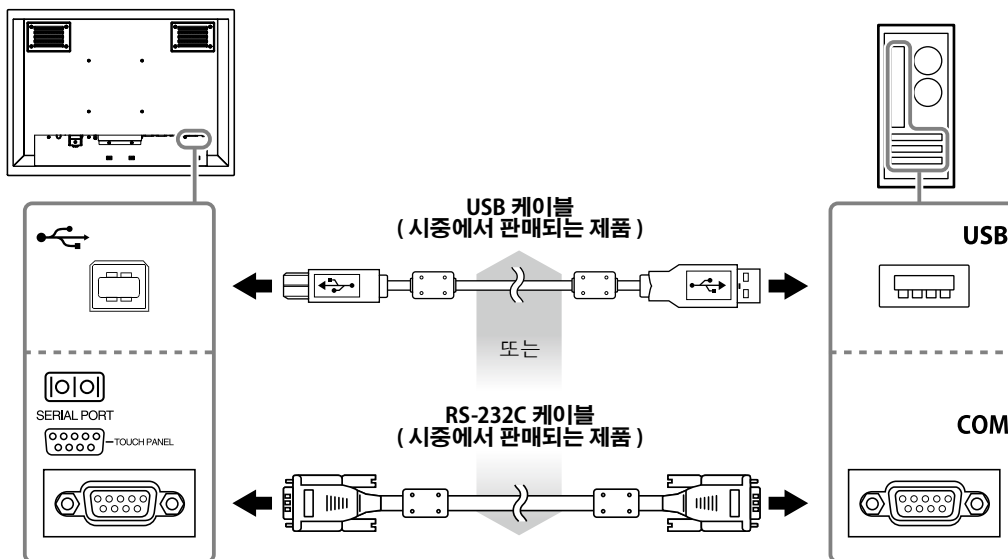 USB 케이블
( 시중에서 판매되는 제품 )
USB
또는
SERIAL PORT
TOUCH PANEL
RS-232C 케이블
( 시중에서 판매되는 제품 )
COM